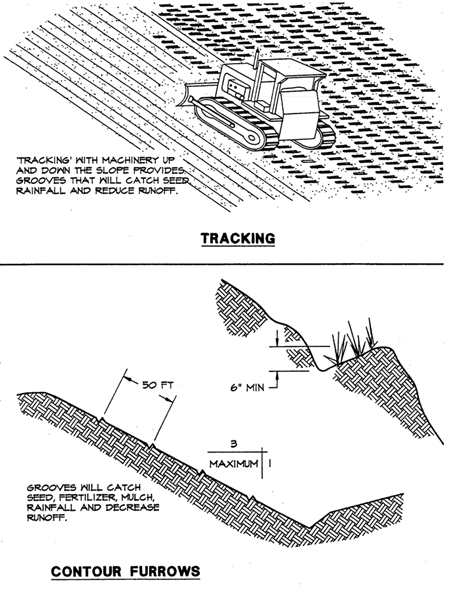 'TRACKING' WITH MACHINERY UP
AND DOWN THE SLOPE PROVIDES
GROOVES THAT WILL CATCH SEED,
RAINFALL AND REDUCE RUNOFF.
TRACKING
6" MIN
50 FT
3
MAXIMUM 1
GROOVES WILL CATCH
SEED, FERTILIZER, MULCH,
RAINFALL AND DECREASE
RUNOFF.
CONTOUR FURROWS